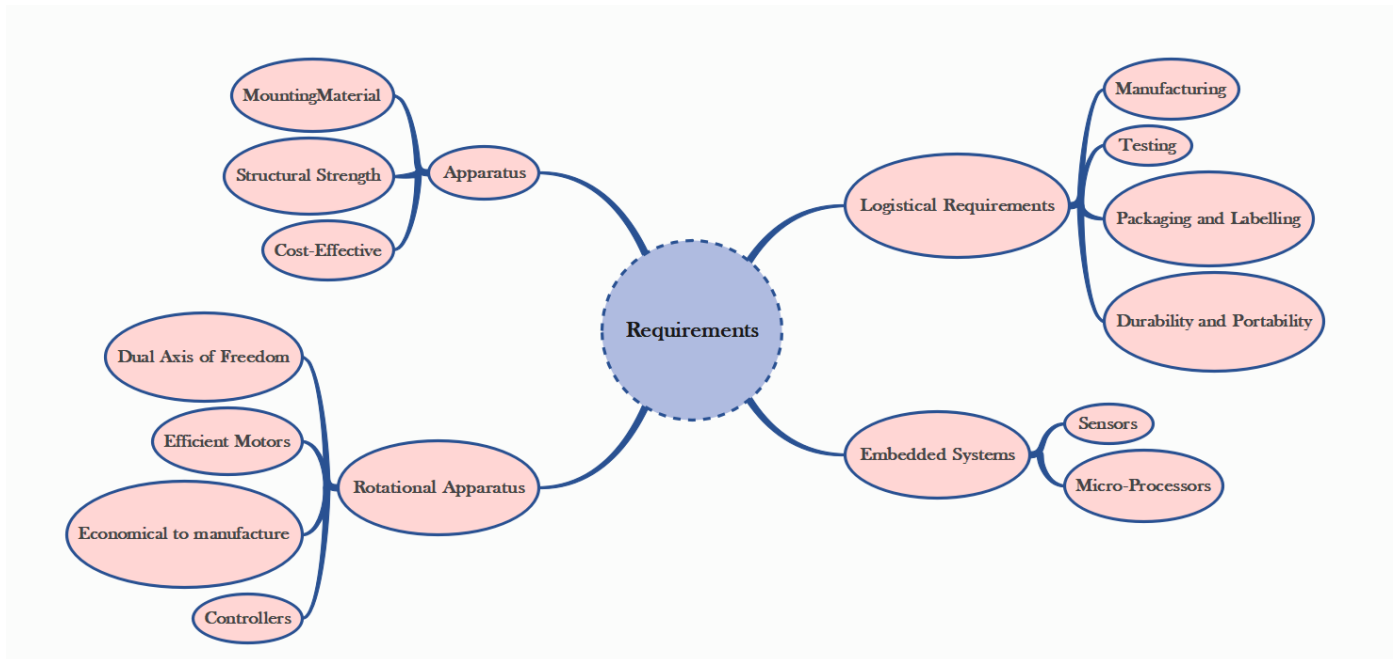 Requirements
Apparatus
MountingMaterial
Structural Strength
Cost-Effective
Rotational Apparatus
Dual Axis of Freedom
Efficient Motors
Economical to manufacture
Controllers
Logistical Requirements
Manufacturing
Testing
Packaging and Labelling
Durability and Portability
Embedded Systems
Sensors
Micro-Processors